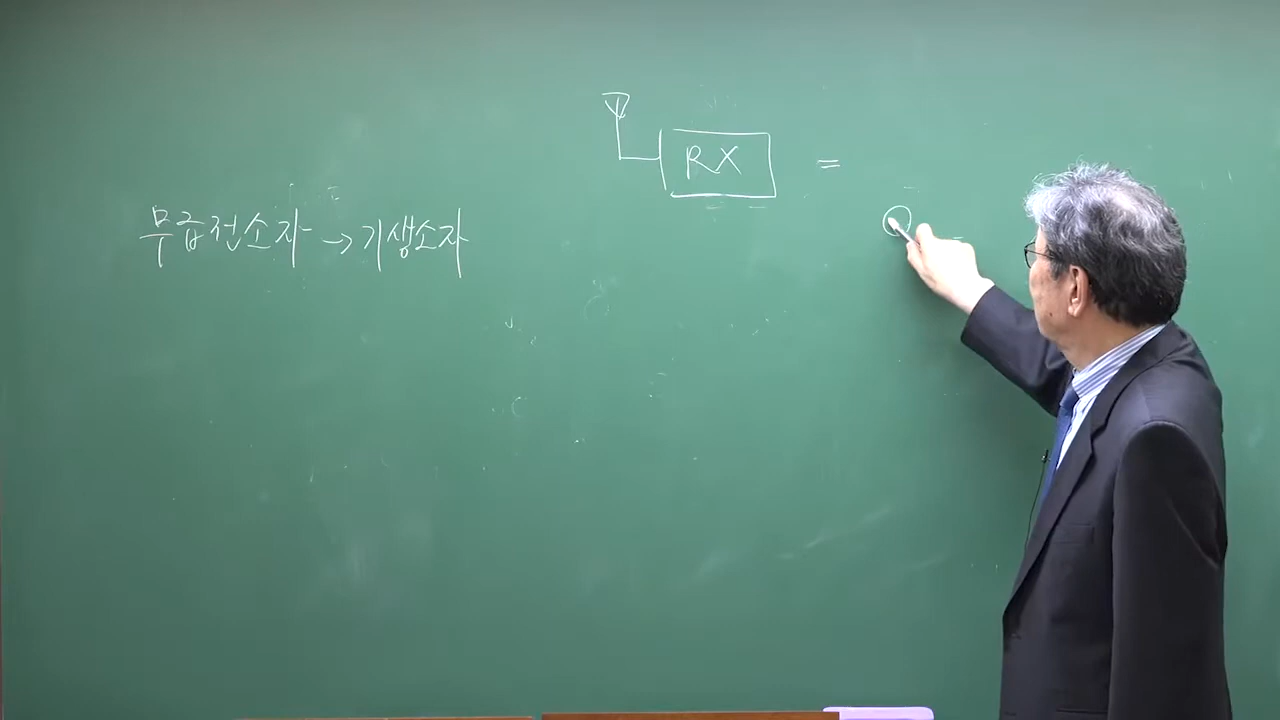 RX =
무급전소자 → 기생소자